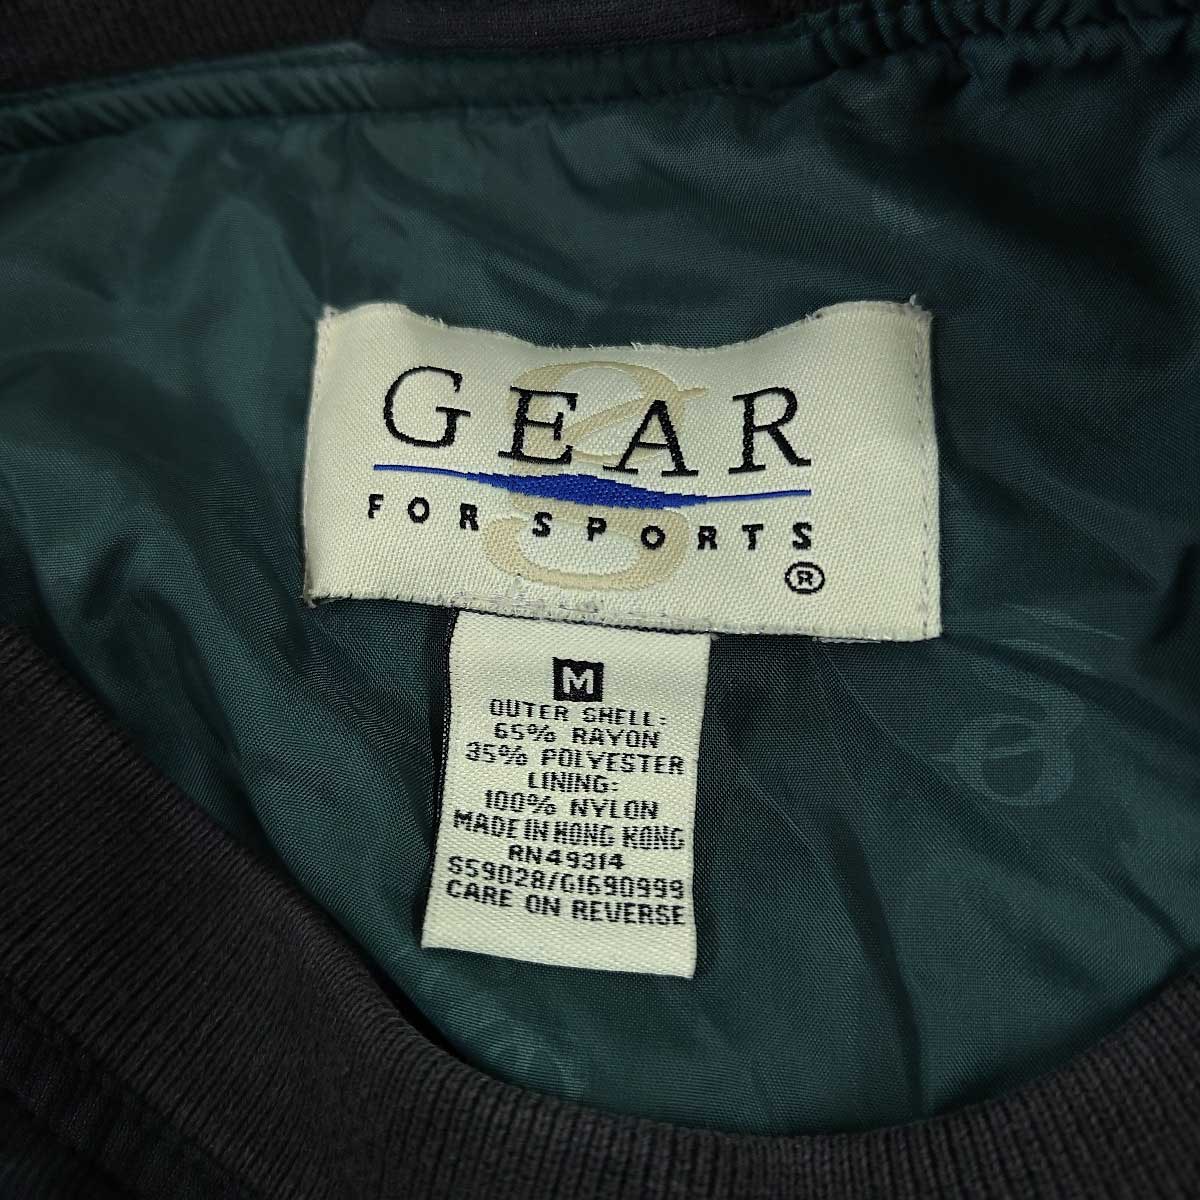 GEAR
FOR SPORTS
®
M
OUTER SHELL:
65% RAYON
35% POLYESTER
LINING:
100% NYLON
MADE IN HONG KONG
RN49314
S59028/G1690999
CARE ON REVERSE